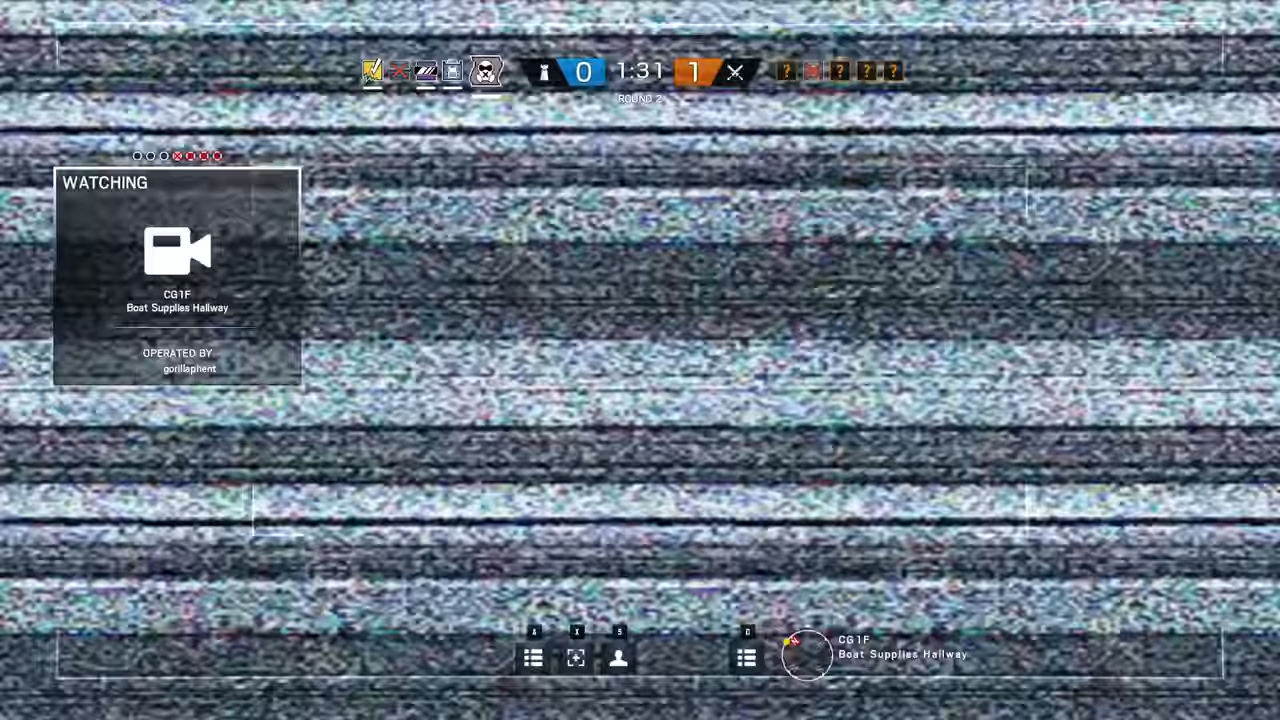 0 1:31 1
ROUND 2
? ? ? ?
WATCHING
CG1F
Boat Supplies Hallway
OPERATED BY
gorillaphent
CG1F
Boat Supplies Hallway